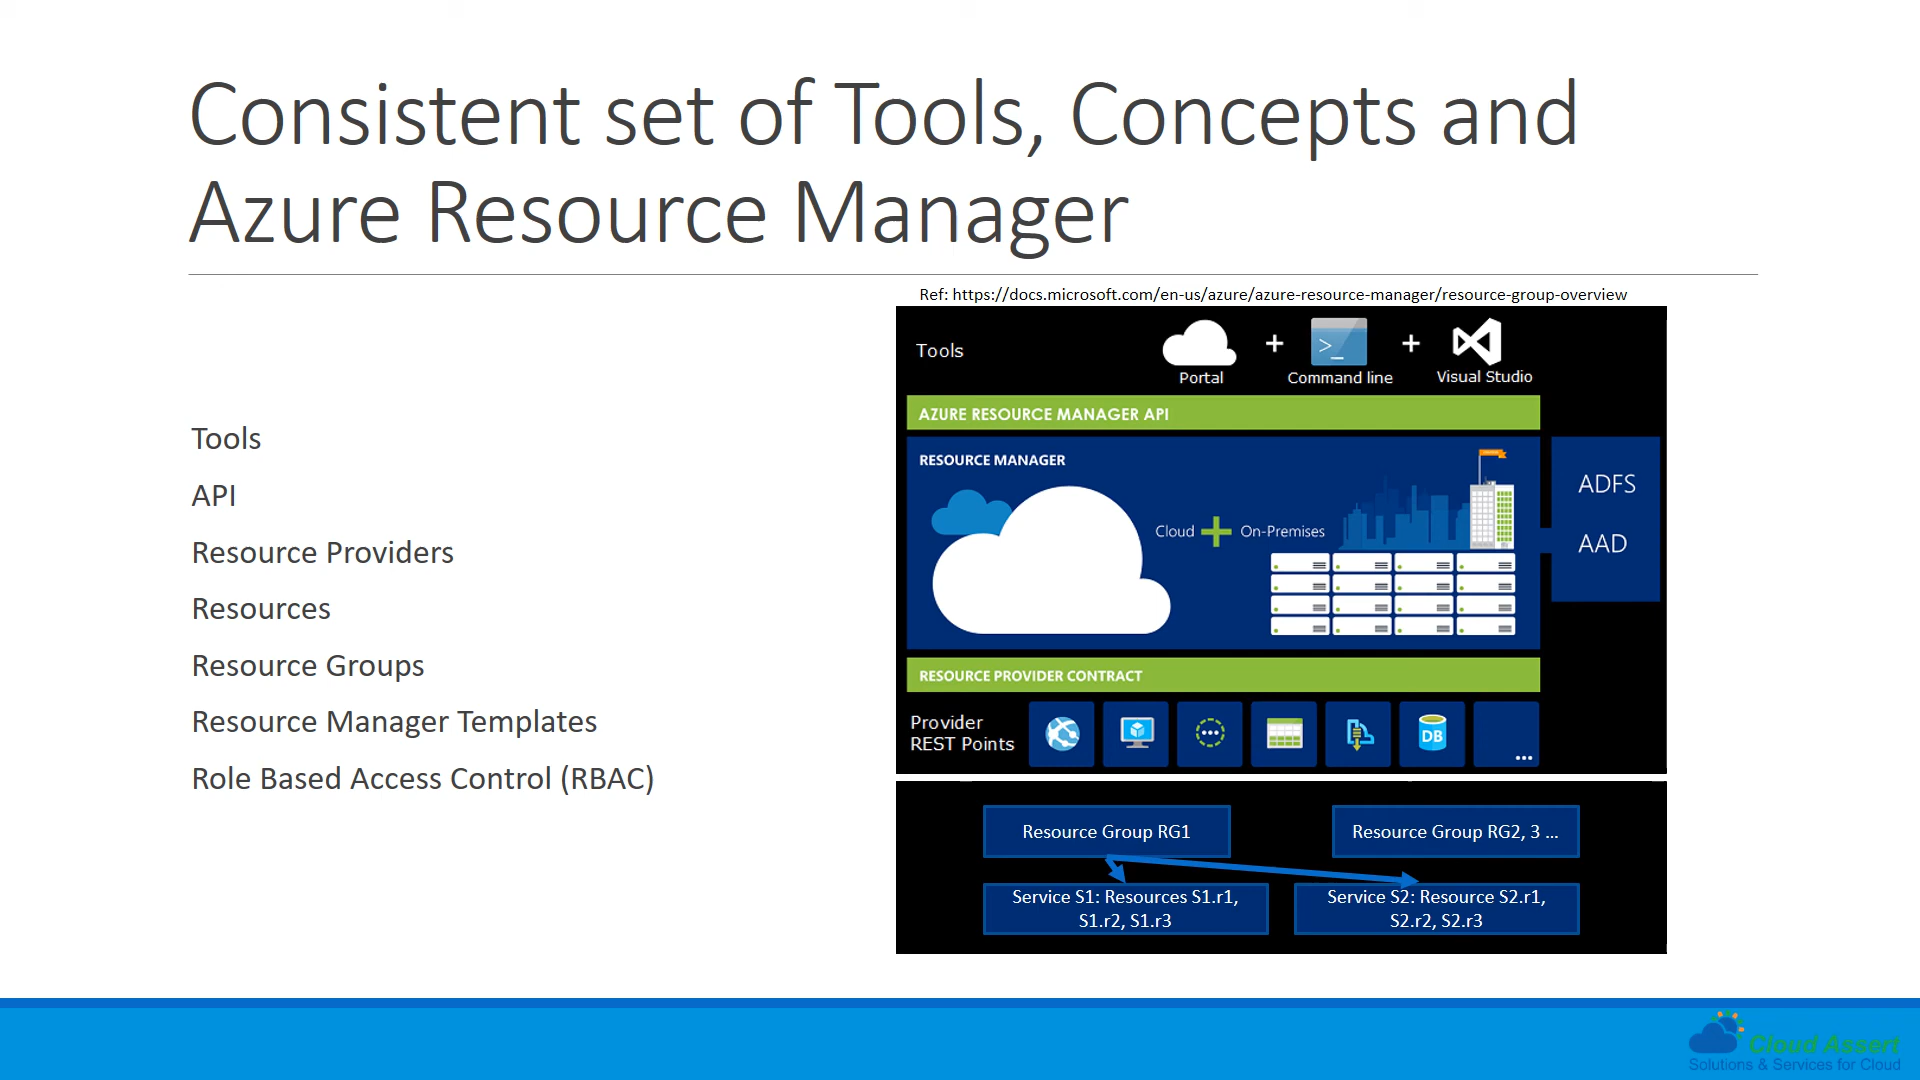 Consistent set of Tools, Concepts and
Azure Resource Manager
Ref: https://docs.microsoft.com/en-us/azure/azure-resource-manager/resource-group-overview
Tools
API
Resource Providers
Resources
Resource Groups
Resource Manager Templates
Role Based Access Control (RBAC)
Tools
+
>_
+
Portal
Command line
Visual Studio
AZURE RESOURCE MANAGER API
RESOURCE MANAGER
Cloud + On-Premises
ADFS
AAD
RESOURCE PROVIDER CONTRACT
Provider
REST Points
DB
...
Resource Group RG1
Resource Group RG2, 3 ...
Service S1: Resources S1.r1,
S1.r2, S1.r3
Service S2: Resource S2.r1,
S2.r2, S2.r3
Cloud Assert
Solutions & Services for Cloud